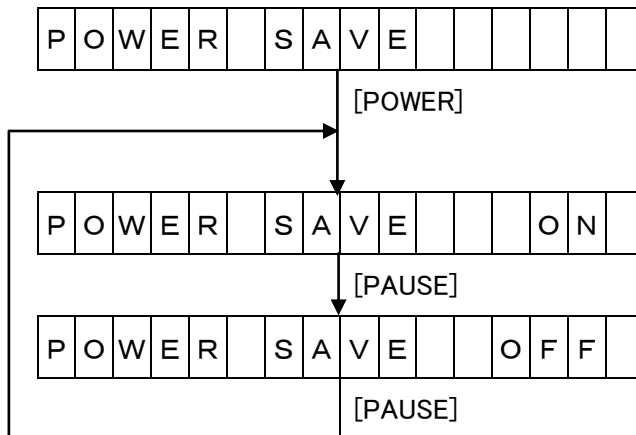 POWER SAVE
[POWER]
POWER SAVE ON
[PAUSE]
POWER SAVE OFF
[PAUSE]